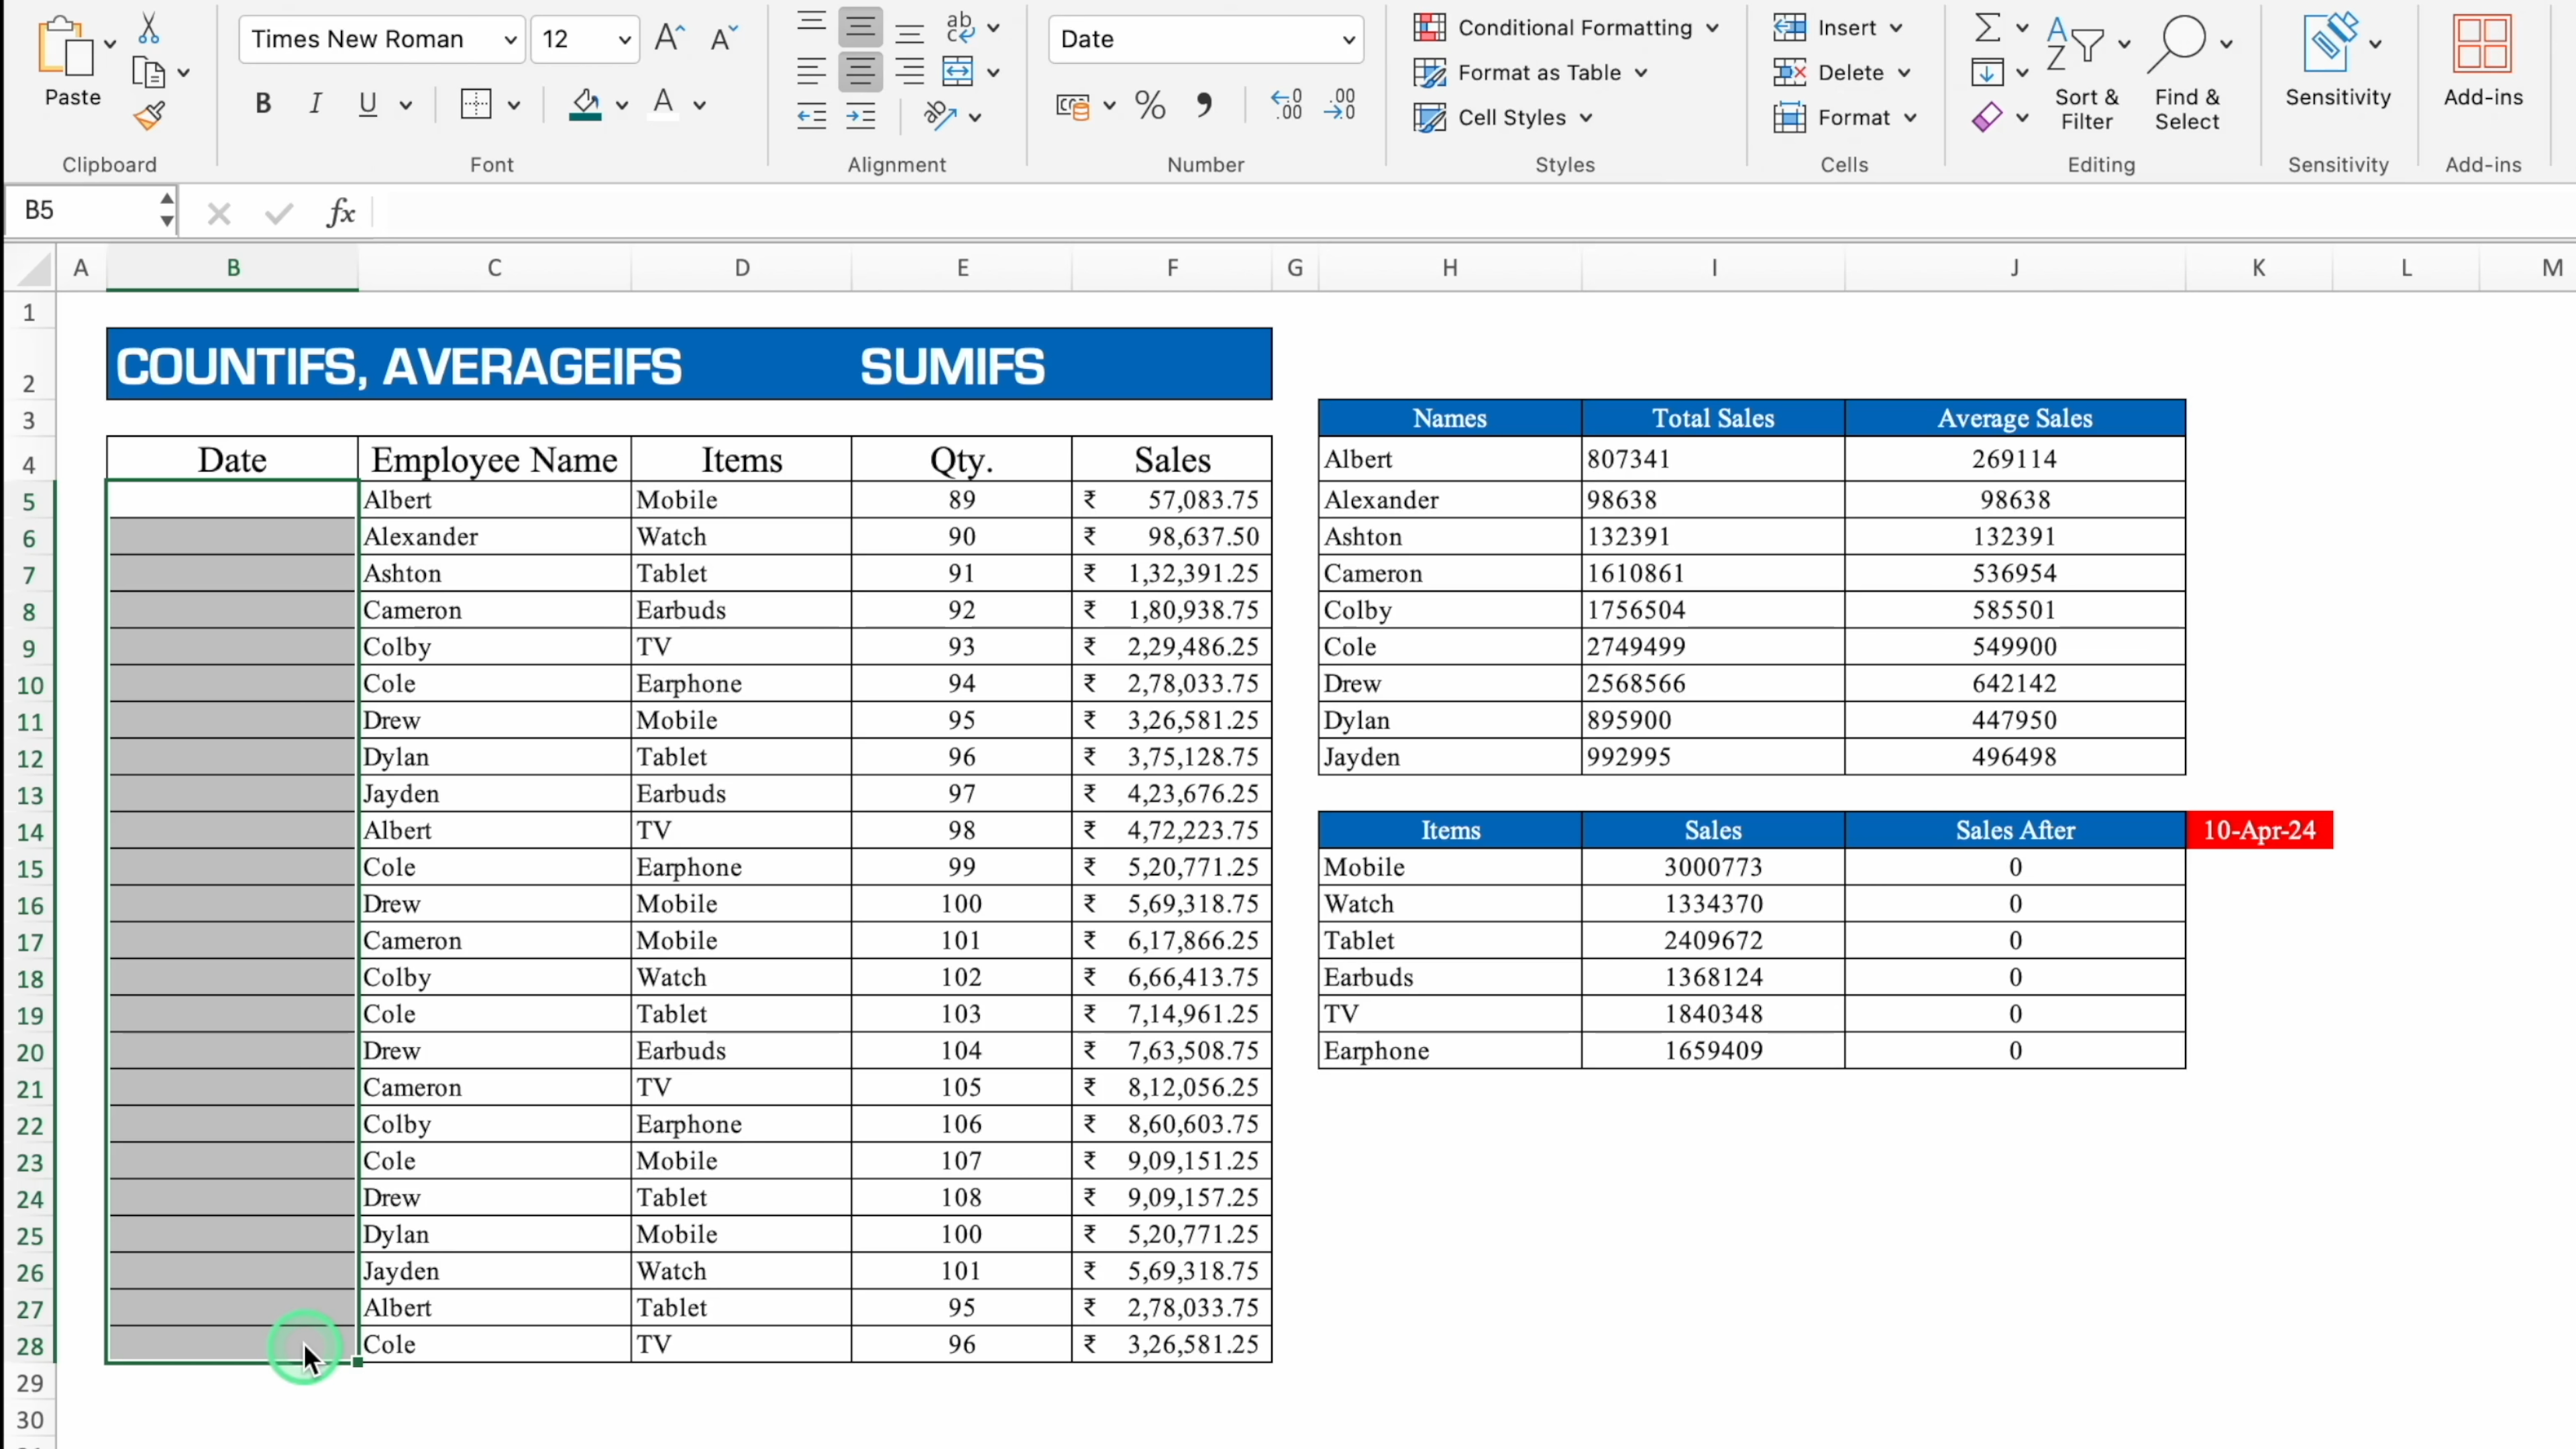 Paste
Clipboard
Times New Roman 12 A A
B I U A
Font
ab
c
Alignment
Date
% 0 .00 .00 0
Number
Conditional Formatting
Format as Table
Cell Styles
Styles
Insert
Delete
Format
Cells
A
Z
Sort &
Filter
Find &
Select
Editing
Sensitivity
Sensitivity
Add-ins
Add-ins
B5 fx
A B C D E F G H I J K L M
1
2 COUNTIFS, AVERAGEIFS SUMIFS
3 Names Total Sales Average Sales
4 Date Employee Name Items Qty. Sales Albert 807341 269114
5 Albert Mobile 89 ₹ 57,083.75 Alexander 98638 98638
6 Alexander Watch 90 ₹ 98,637.50 Ashton 132391 132391
7 Ashton Tablet 91 ₹ 1,32,391.25 Cameron 1610861 536954
8 Cameron Earbuds 92 ₹ 1,80,938.75 Colby 1756504 585501
9 Colby TV 93 ₹ 2,29,486.25 Cole 2749499 549900
10 Cole Earphone 94 ₹ 2,78,033.75 Drew 2568566 642142
11 Drew Mobile 95 ₹ 3,26,581.25 Dylan 895900 447950
12 Dylan Tablet 96 ₹ 3,75,128.75 Jayden 992995 496498
13 Jayden Earbuds 97 ₹ 4,23,676.25
14 Albert TV 98 ₹ 4,72,223.75 Items Sales Sales After 10-Apr-24
15 Cole Earphone 99 ₹ 5,20,771.25 Mobile 3000773 0
16 Drew Mobile 100 ₹ 5,69,318.75 Watch 1334370 0
17 Cameron Mobile 101 ₹ 6,17,866.25 Tablet 2409672 0
18 Colby Watch 102 ₹ 6,66,413.75 Earbuds 1368124 0
19 Cole Tablet 103 ₹ 7,14,961.25 TV 1840348 0
20 Drew Earbuds 104 ₹ 7,63,508.75 Earphone 1659409 0
21 Cameron TV 105 ₹ 8,12,056.25
22 Colby Earphone 106 ₹ 8,60,603.75
23 Cole Mobile 107 ₹ 9,09,151.25
24 Drew Tablet 108 ₹ 9,09,157.25
25 Dylan Mobile 100 ₹ 5,20,771.25
26 Jayden Watch 101 ₹ 5,69,318.75
27 Albert Tablet 95 ₹ 2,78,033.75
28 Cole TV 96 ₹ 3,26,581.25
29
30